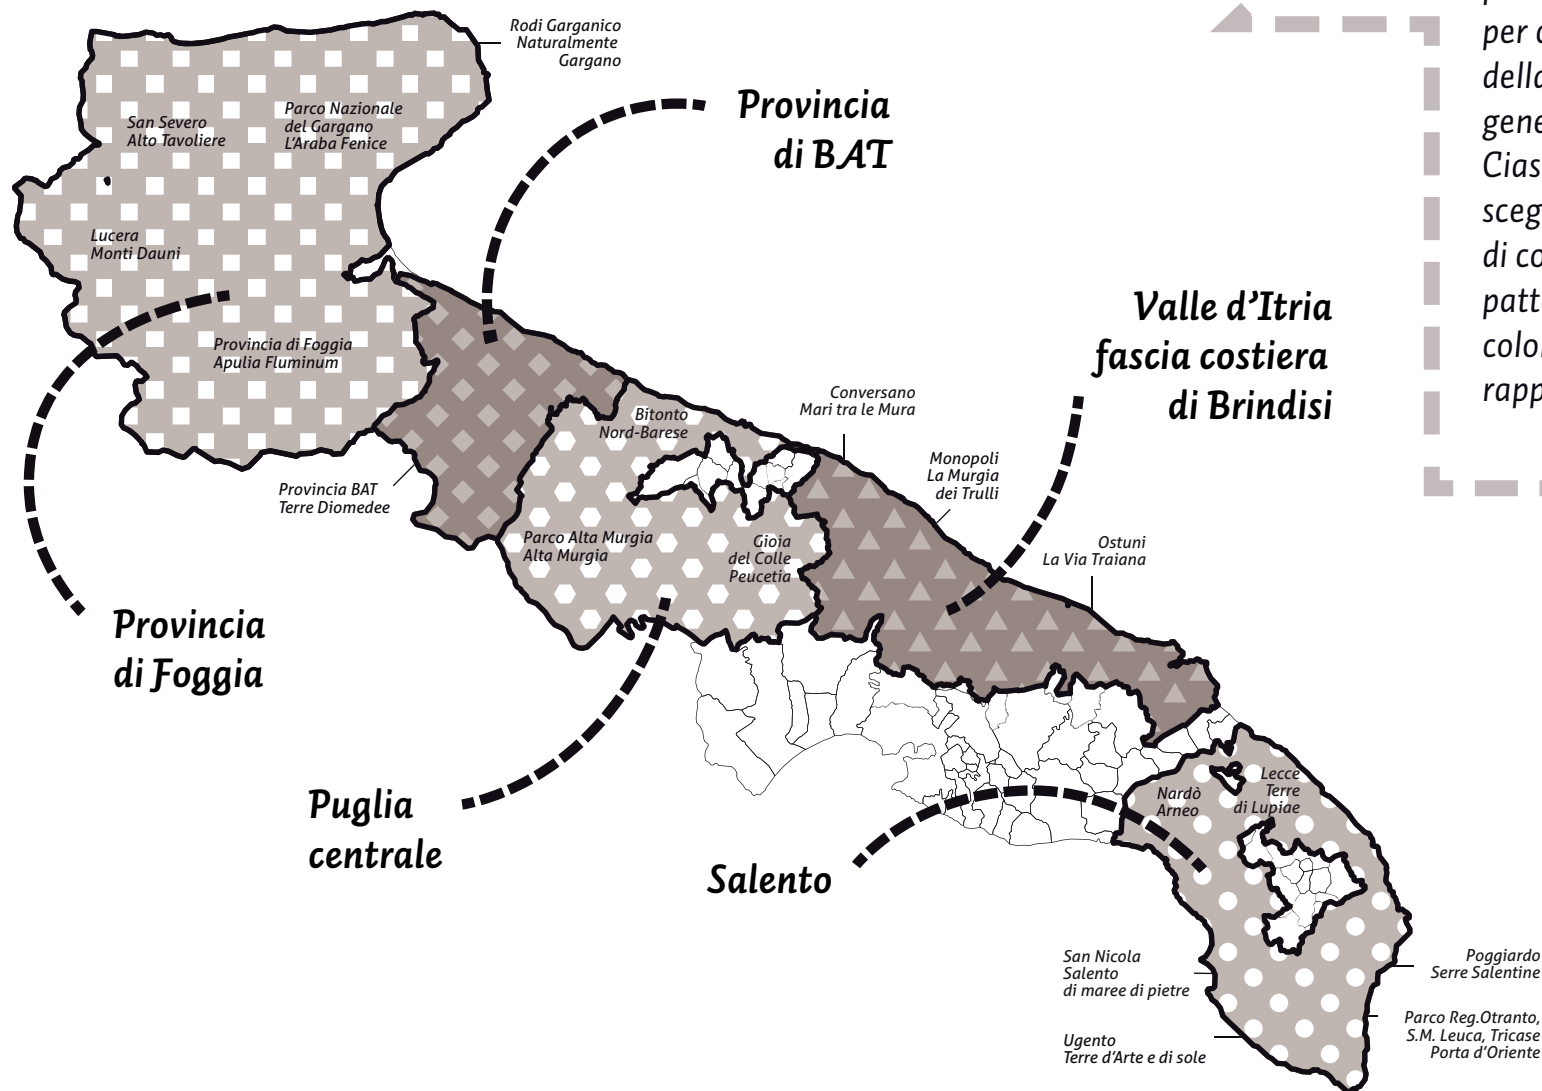 Rodi Garganico
Naturalmente
Gargano
San Severo
Alto Tavoliere
Parco Nazionale
del Gargano
L'Araba Fenice
Lucera
Monti Dauni
Provincia di Foggia
Apulia Fluminum
Provincia
di BAT
Valle d'Itria
fascia costiera
di Brindisi
Conversano
Mari tra le Mura
Bitonto
Nord-Barese
Monopoli
La Murgia
dei Trulli
Provincia BAT
Terre Diomedee
Parco Alta Murgia
Alta Murgia
Gioia
del Colle
Peucetia
Ostuni
La Via Traiana
Provincia
di Foggia
Puglia
centrale
Salento
Nardò
Arneo
Lecce
Terre
di Lupiae
San Nicola
Salento
di maree di pietre
Ugento
Terre d'Arte e di sole
Poggiardo
Serre Salentine
Parco Reg.Otranto,
S.M. Leuca, Tricase
Porta d'Oriente
per
della
gene
Cias
sceg
di co
patt
colo
rapp